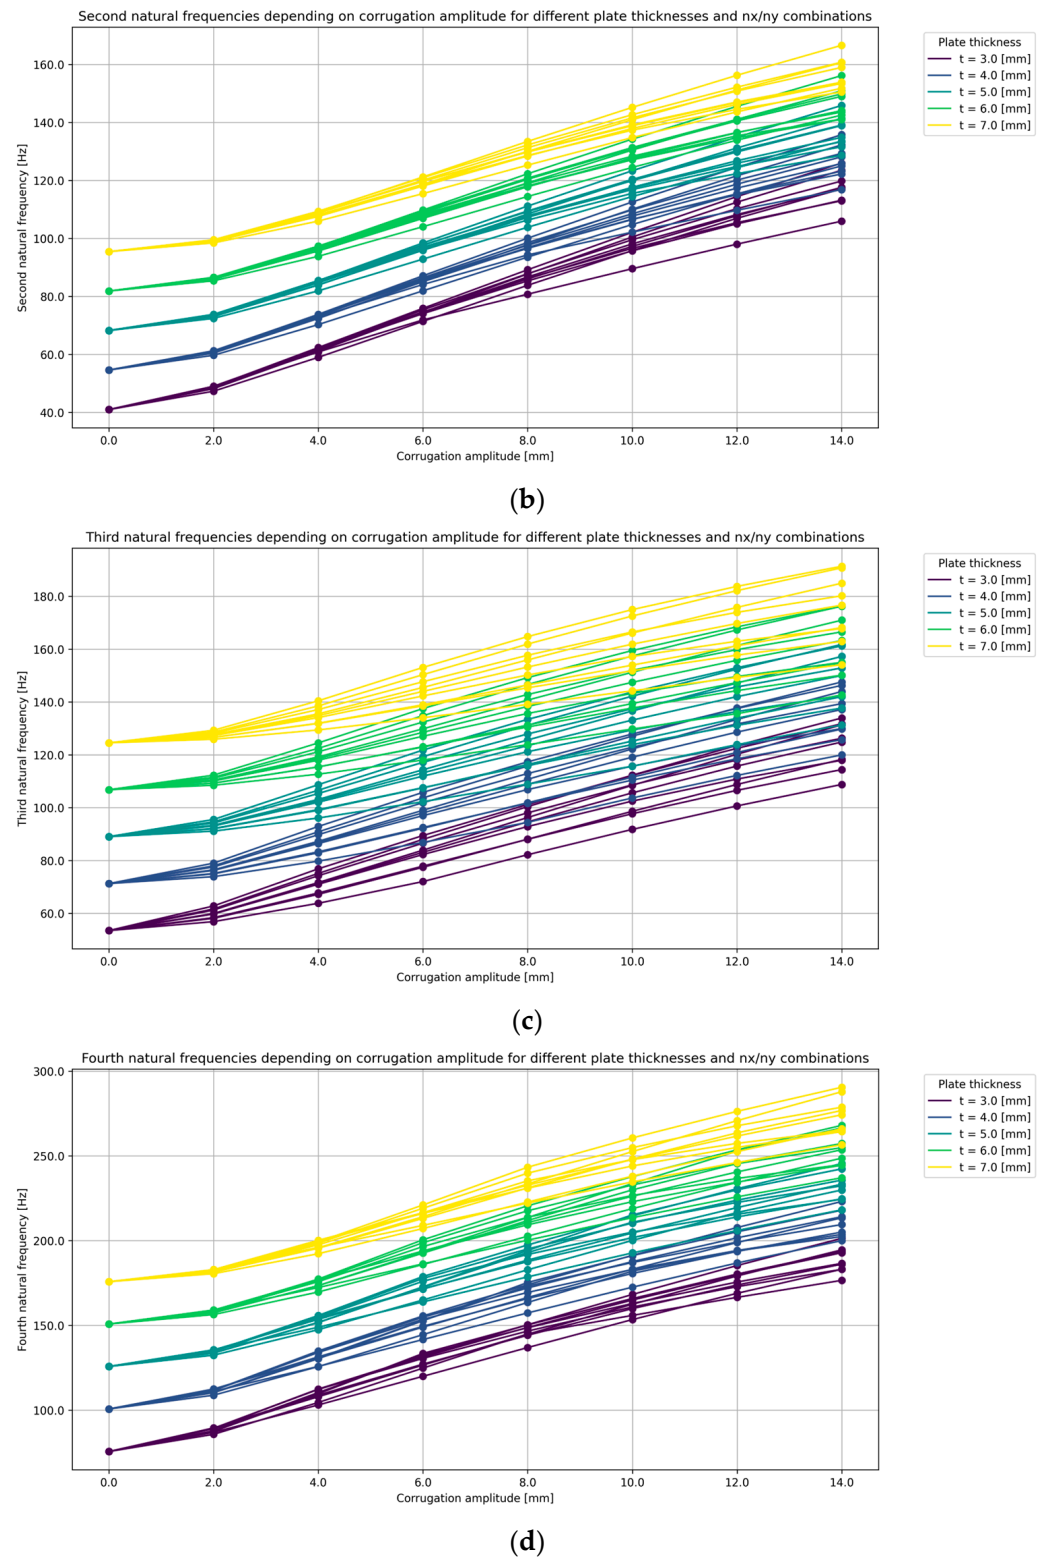 Second natural frequencies depending on corrugation amplitude for different plate thicknesses and nx/ny combinations
Second natural frequency [Hz]
160.0
140.0
120.0
100.0
80.0
60.0
40.0
0.0 2.0 4.0 6.0 8.0 10.0 12.0 14.0
Corrugation amplitude [mm]
Plate thickness
t = 3.0 [mm]
t = 4.0 [mm]
t = 5.0 [mm]
t = 6.0 [mm]
t = 7.0 [mm]
(b)
Third natural frequencies depending on corrugation amplitude for different plate thicknesses and nx/ny combinations
Third natural frequency [Hz]
180.0
160.0
140.0
120.0
100.0
80.0
60.0
0.0 2.0 4.0 6.0 8.0 10.0 12.0 14.0
Corrugation amplitude [mm]
Plate thickness
t = 3.0 [mm]
t = 4.0 [mm]
t = 5.0 [mm]
t = 6.0 [mm]
t = 7.0 [mm]
(c)
Fourth natural frequencies depending on corrugation amplitude for different plate thicknesses and nx/ny combinations
Fourth natural frequency [Hz]
300.0
250.0
200.0
150.0
100.0
0.0 2.0 4.0 6.0 8.0 10.0 12.0 14.0
Corrugation amplitude [mm]
Plate thickness
t = 3.0 [mm]
t = 4.0 [mm]
t = 5.0 [mm]
t = 6.0 [mm]
t = 7.0 [mm]
(d)